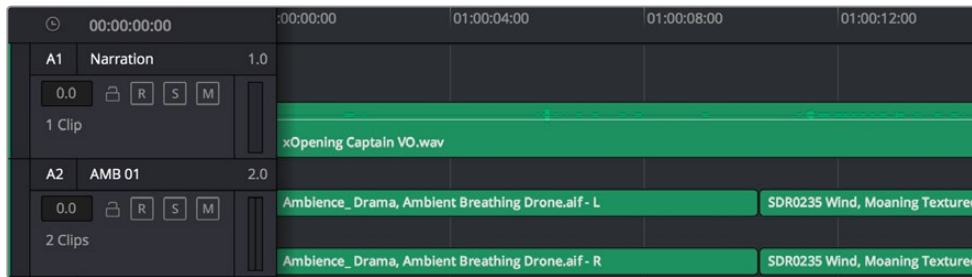 00:00:00:00 :00:00:00 01:00:04:00 01:00:08:00 01:00:12:00
A1 Narration 1.0
0.0 R S M
1 Clip
xOpening Captain VO.wav
A2 AMB 01 2.0
0.0 R S M
Ambience_ Drama, Ambient Breathing Drone.aif - L SDR0235 Wind, Moaning Textured
2 Clips
Ambience_ Drama, Ambient Breathing Drone.aif - R SDR0235 Wind, Moaning Textured